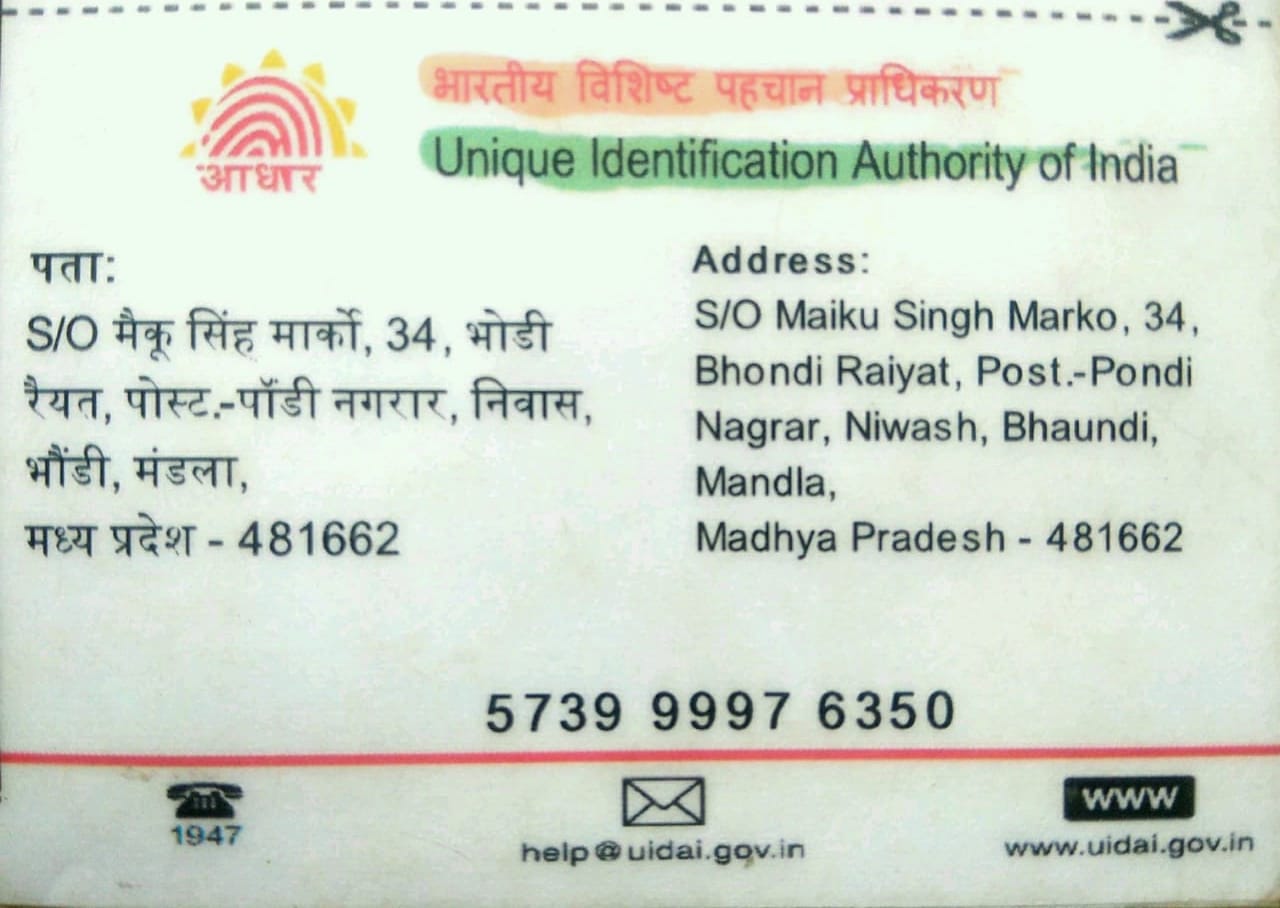 भारतीय विशिष्ट पहचान प्राधिकरण
Unique Identification Authority of India
आधार
पता:
S/O मैकू सिंह मार्को, 34, भोडी
रैयत, पोस्ट.-पॉडी नगरार, निवास,
भौंडी, मंडला,
मध्य प्रदेश - 481662
Address:
S/O Maiku Singh Marko, 34,
Bhondi Raiyat, Post.-Pondi
Nagrar, Niwash, Bhaundi,
Mandla,
Madhya Pradesh - 481662
5739 9997 6350
1947
help@uidai.gov.in
www
www.uidai.gov.in